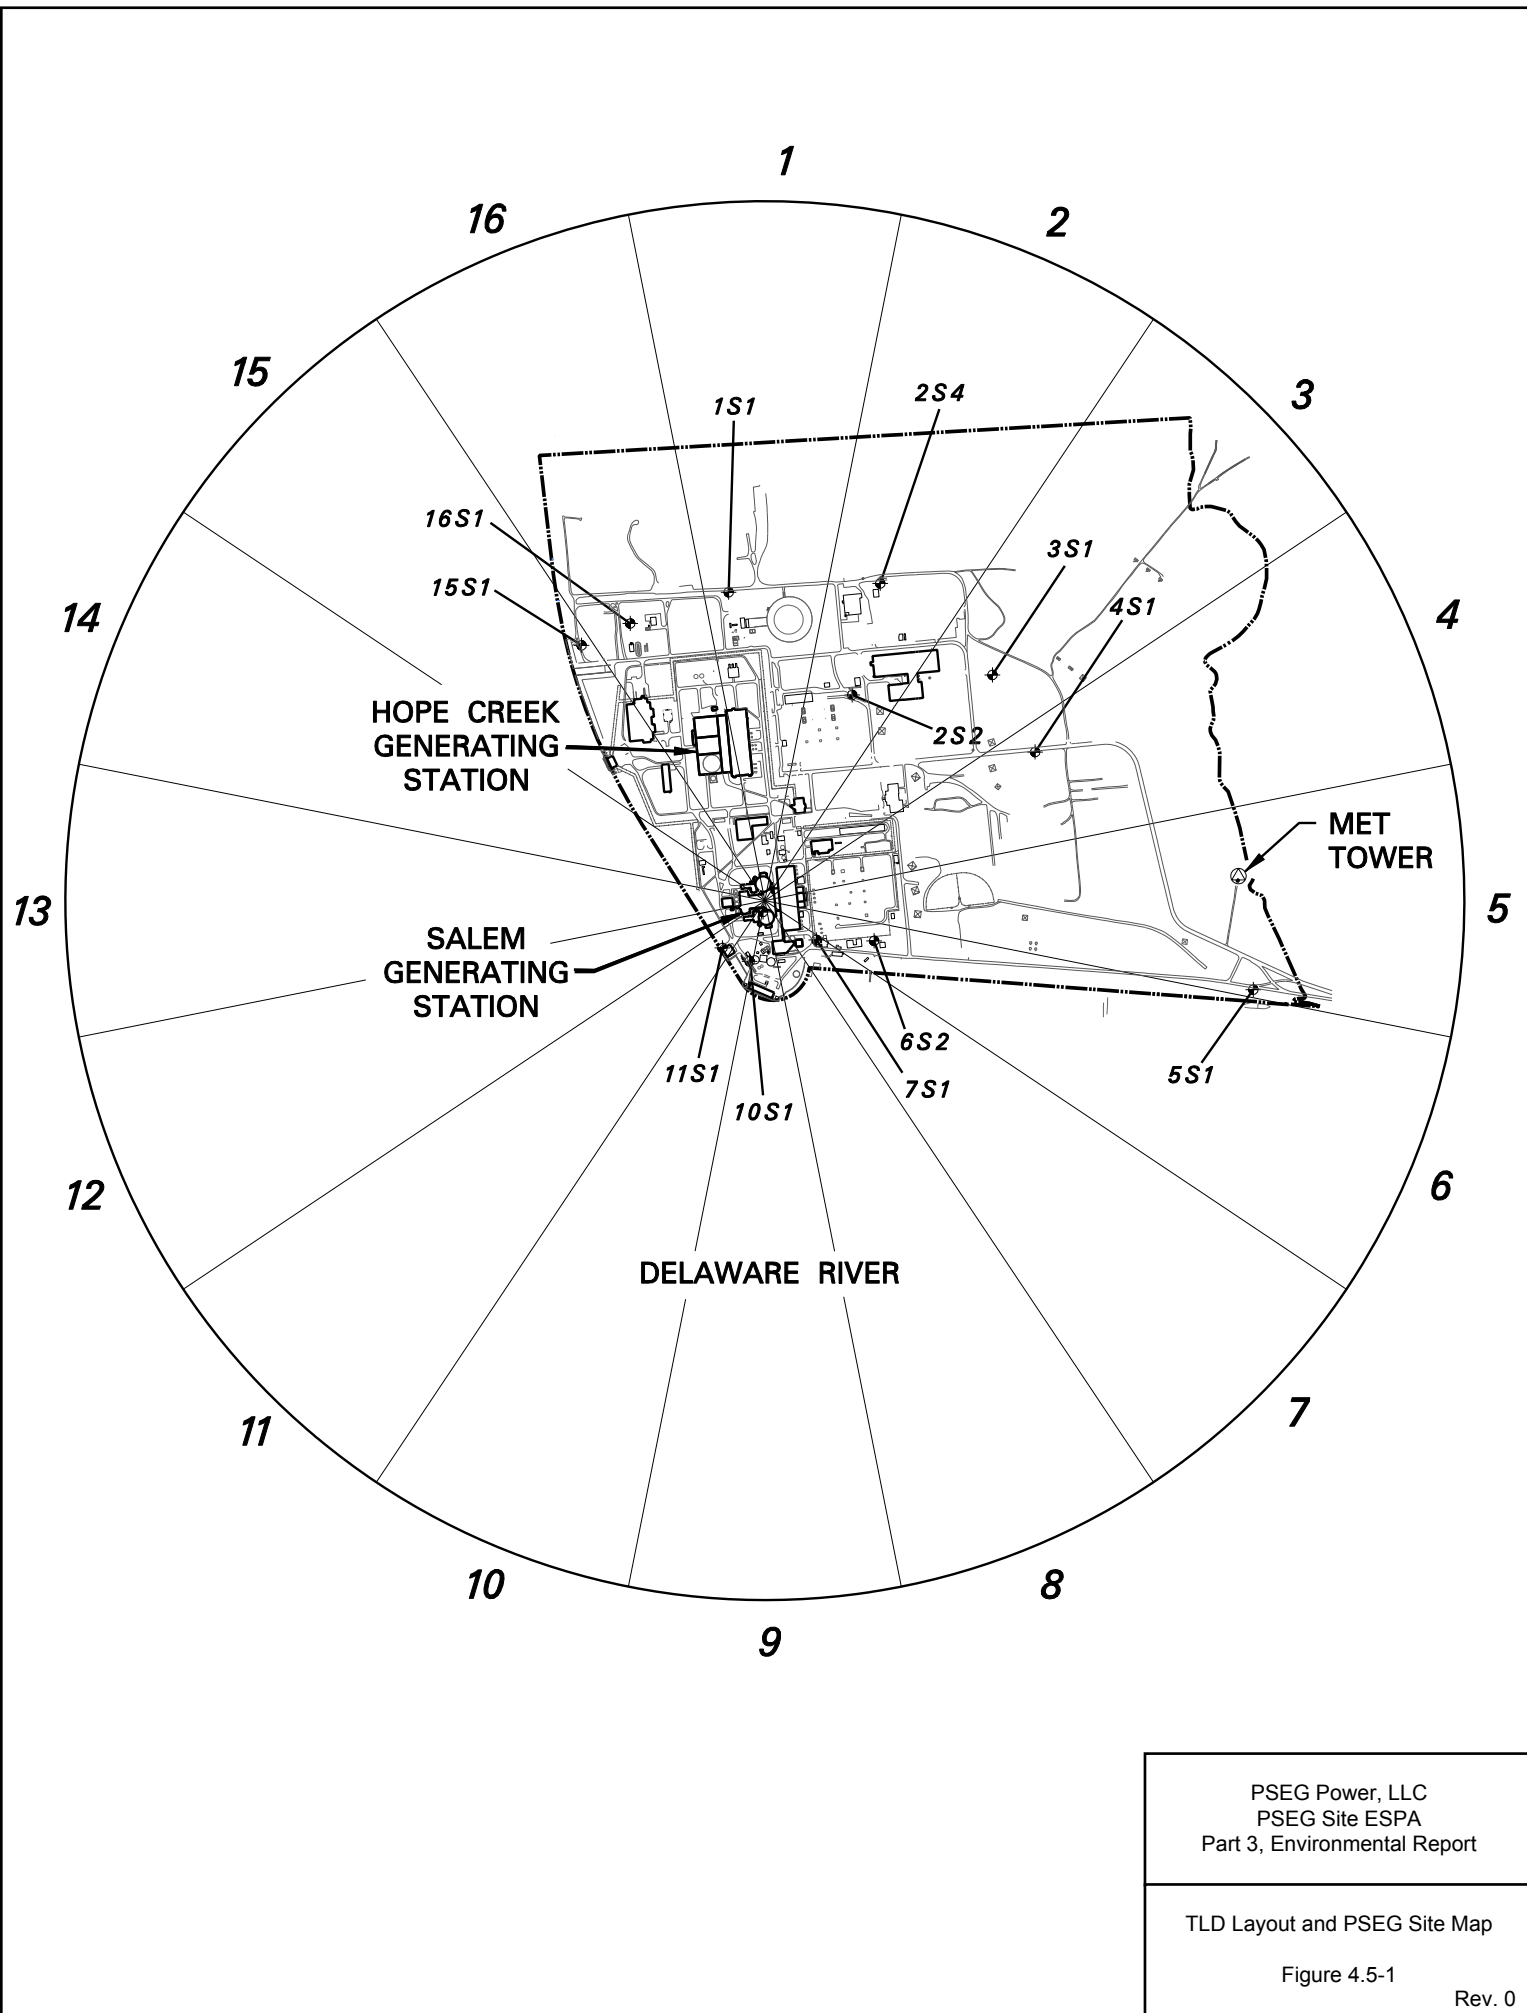 1
16
2
15
3
1S1
2S4
16S1
3S1
15S1
4S1
14
4
HOPE CREEK
GENERATING
STATION
2S2
MET
TOWER
13
5
SALEM
GENERATING
STATION
6S2
11S1
7S1
5S1
10S1
12
6
DELAWARE RIVER
11
7
10
8
9
PSEG Power, LLC
PSEG Site ESPA
Part 3, Environmental Report
TLD Layout and PSEG Site Map
Figure 4.5-1
Rev. 0